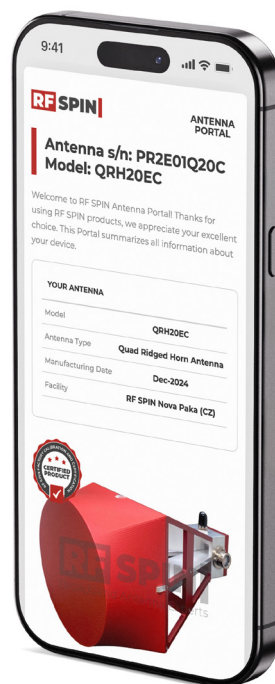 9:41
RF SPIN
ANTENNA
PORTAL
Antenna s/n: PR2E01Q20C
Model: QRH20EC
Welcome to RF SPIN Antenna Portal! Thanks for
using RF SPIN products, we appreciate your excellent
choice. This Portal summarizes all information about
your device.
YOUR ANTENNA
Model QRH20EC
Antenna Type Quad Ridged Horn Antenna
Manufacturing Date Dec-2024
Facility RF SPIN Nova Paka (CZ)
CERTIFIED
PRODUCT
RF SPIN